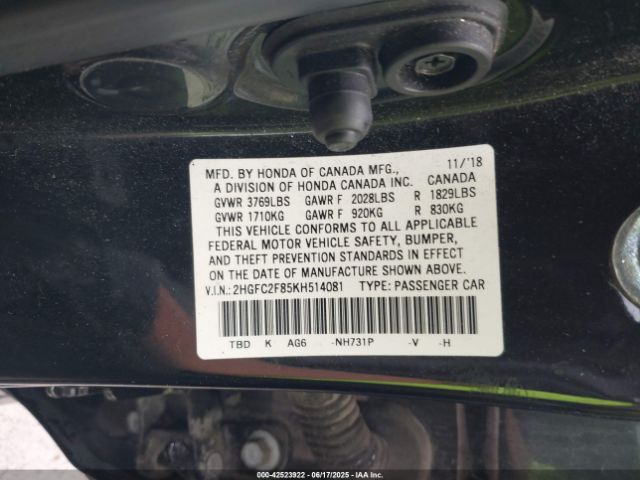 MFD. BY HONDA OF CANADA MFG., 11/'18
A DIVISION OF HONDA CANADA INC. CANADA
GVWR 3769LBS GAWR F 2028LBS R 1829LBS
GVWR 1710KG GAWR F 920KG R 830KG
THIS VEHICLE CONFORMS TO ALL APPLICABLE
FEDERAL MOTOR VEHICLE SAFETY, BUMPER,
AND THEFT PREVENTION STANDARDS IN EFFECT
ON THE DATE OF MANUFACTURE SHOWN ABOVE.
V.I.N.: 2HGFC2F85KH514081 TYPE: PASSENGER CAR
TBD K AG6 -NH731P -V -H
000-42523922 | 06/17/2025 - IAA Inc.